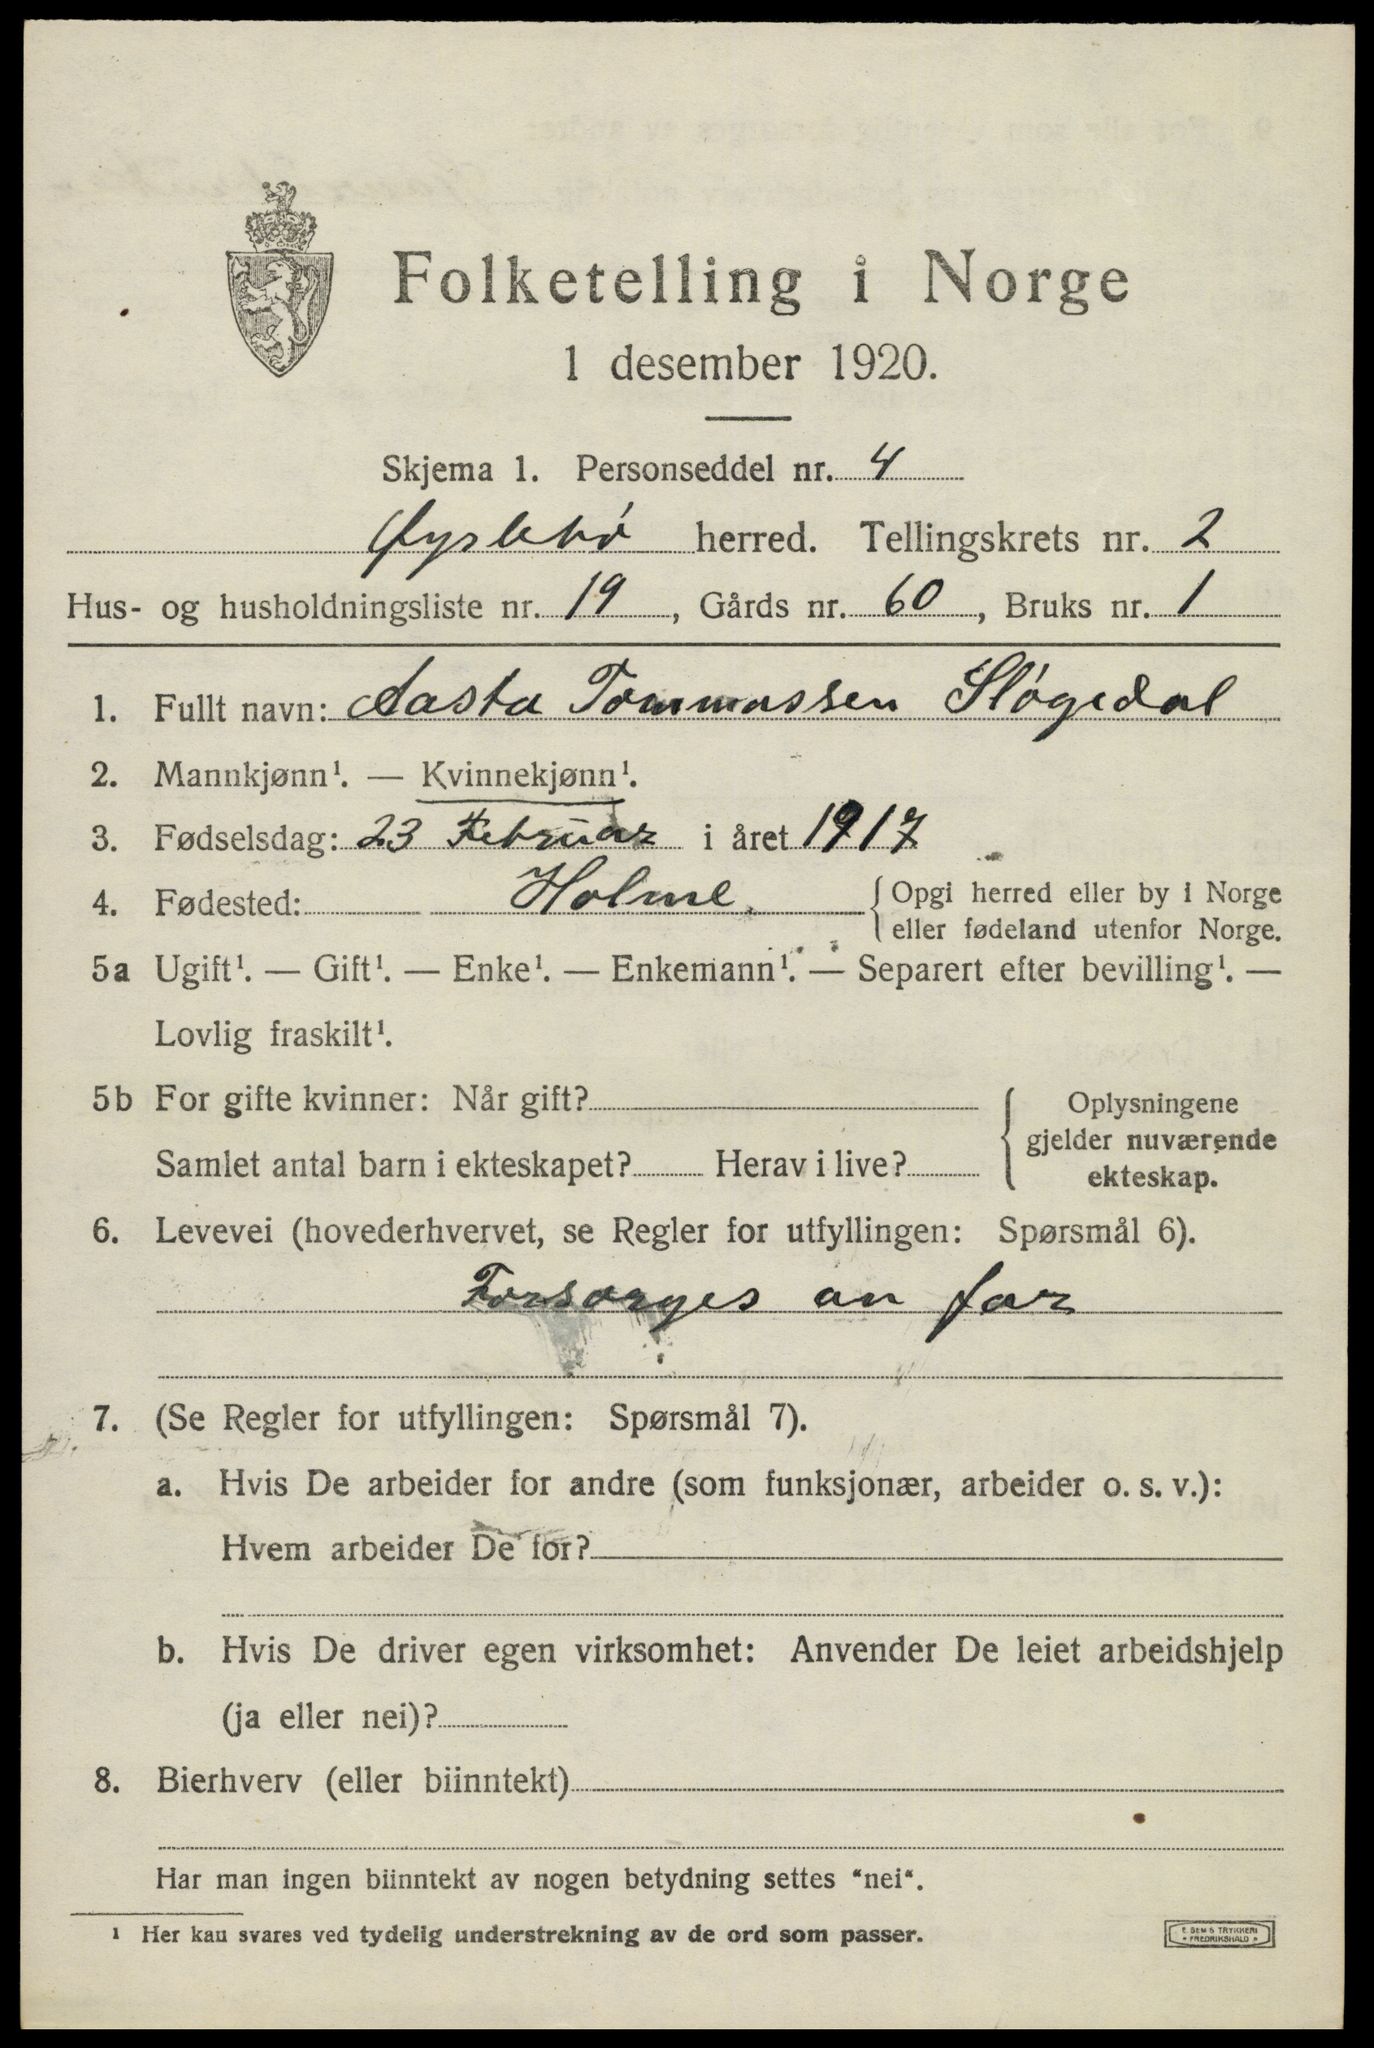 Folketelling i Norge
1 desember 1920.
Skjema 1. Personseddel nr. 4
Øyslebø herred. Tellingskrets nr. 2
Hus- og husholdningsliste nr. 19, Gårds nr. 60, Bruks nr. 1
1. Fullt navn: Aasta Tommassen Sløgedal
2. Mannkjønn¹. — Kvinnekjønn¹.
3. Fødselsdag: 23 Februar i året 1917
4. Fødested: Holme. { Opgi herred eller by i Norge
eller fødeland utenfor Norge.
5a Ugift¹. — Gift¹. — Enke¹. — Enkemann¹. — Separert efter bevilling¹. —
Lovlig fraskilt¹.
5b For gifte kvinner: Når gift?
Samlet antal barn i ekteskapet? Herav i live?
Oplysningene
gjelder nuværende
ekteskap.
6. Levevei (hovederhvervet, se Regler for utfyllingen: Spørsmål 6).
Forsørges an far
7. (Se Regler for utfyllingen: Spørsmål 7).
a. Hvis De arbeider for andre (som funksjonær, arbeider o. s. v.):
Hvem arbeider De for?
b. Hvis De driver egen virksomhet: Anvender De leiet arbeidshjelp
(ja eller nei)?
8. Bierhverv (eller biinntekt)
Har man ingen biinntekt av nogen betydning settes "nei".
¹ Her kan svares ved tydelig understrekning av de ord som passer.
E. SEM'S TRYKKERI
* FREDRIKSHALD *